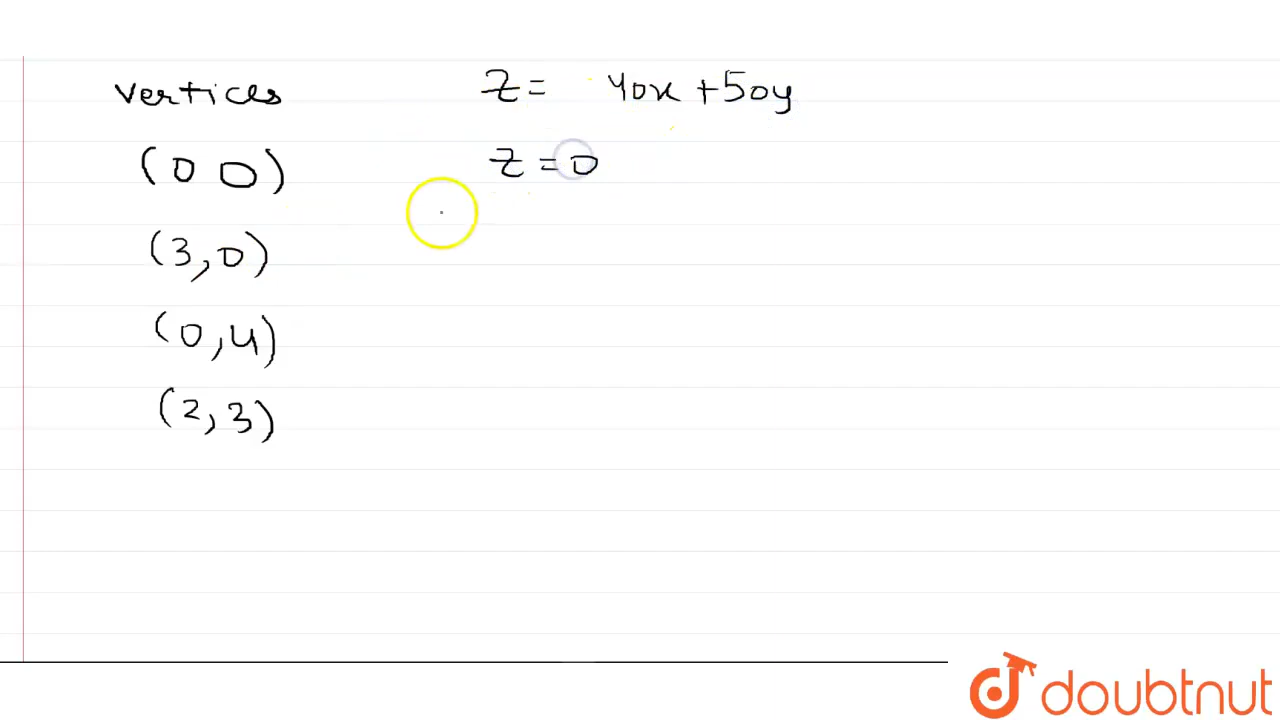 Vertices Z = 40x + 50y
(0 0) Z = 0
(3,0)
(0,4)
(2,3)
doubtnut